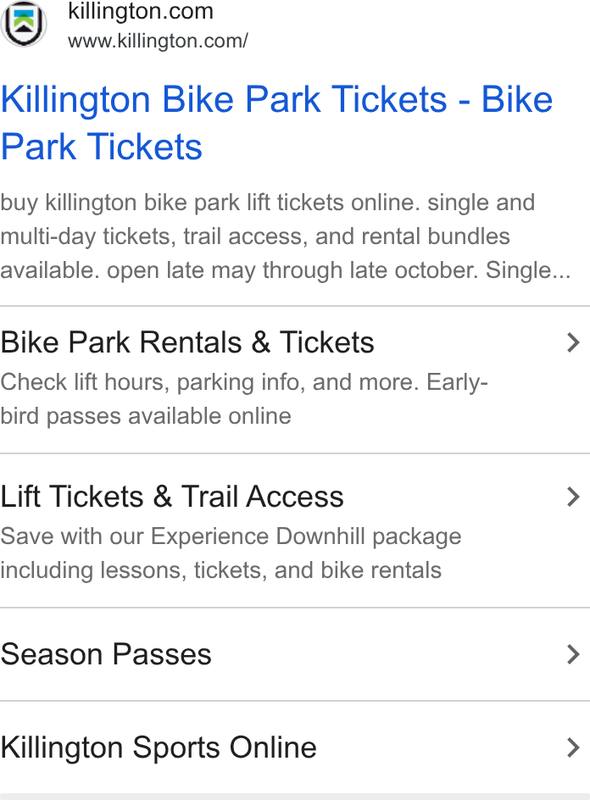 killington.com
www.killington.com/
Killington Bike Park Tickets - Bike
Park Tickets
buy killington bike park lift tickets online. single and
multi-day tickets, trail access, and rental bundles
available. open late may through late october. Single...
Bike Park Rentals & Tickets
Check lift hours, parking info, and more. Early-
bird passes available online
Lift Tickets & Trail Access
Save with our Experience Downhill package
including lessons, tickets, and bike rentals
Season Passes
Killington Sports Online